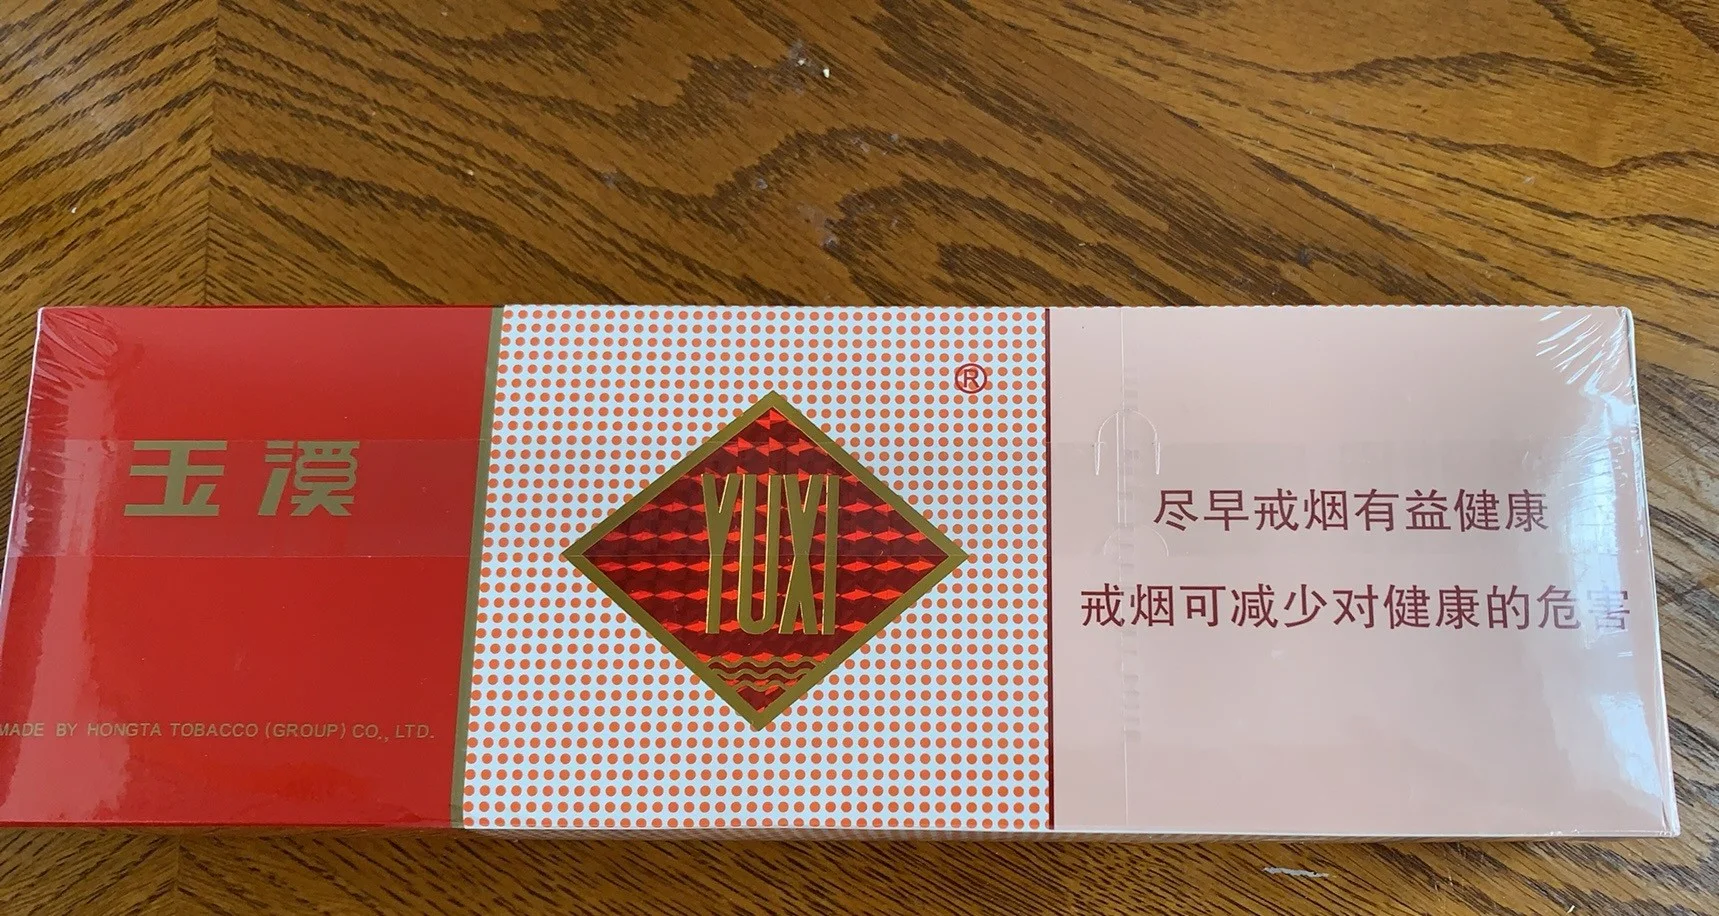 玉溪
MADE BY HONGTA TOBACCO (GROUP) CO., LTD.
®
YUXI
尽早戒烟有益健康
戒烟可减少对健康的危害